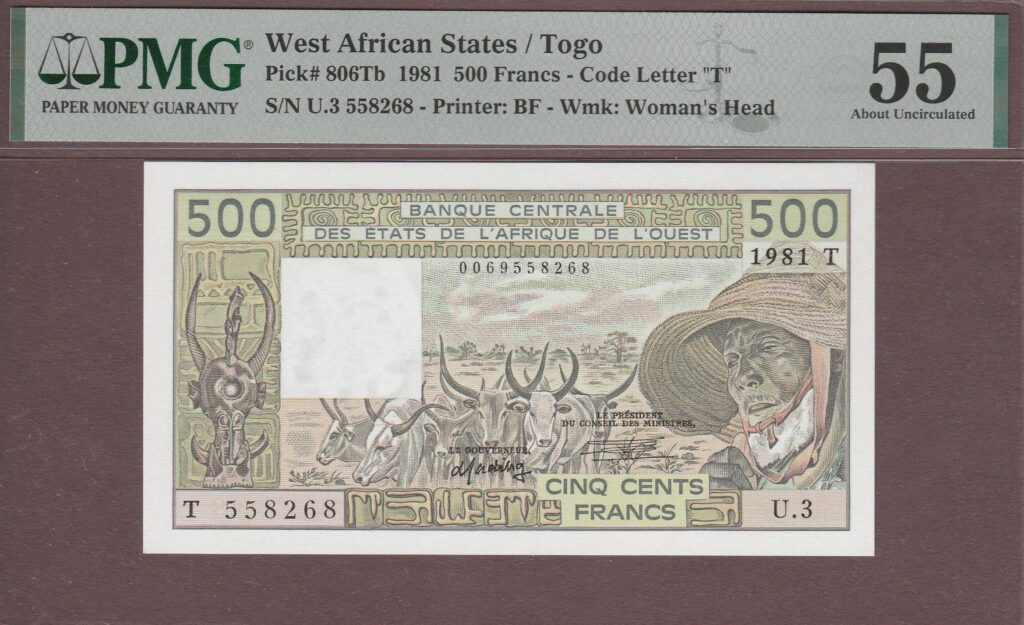 PMG®
PAPER MONEY GUARANTY
West African States / Togo
Pick# 806Tb 1981 500 Francs - Code Letter "T"
S/N U.3 558268 - Printer: BF - Wmk: Woman's Head
55
About Uncirculated
500
BANQUE CENTRALE
DES ÉTATS DE L'AFRIQUE DE L'OUEST
500
0069558268
1981 T
LE PRÉSIDENT
DU CONSEIL DES MINISTRES,
LE GOUVERNEUR,
CINQ CENTS
FRANCS
T 558268
U.3